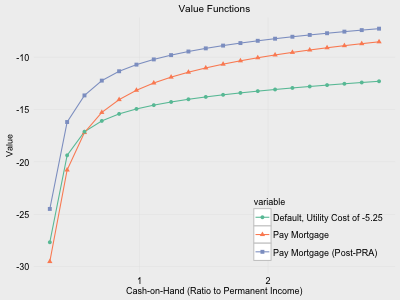 Value Functions
-10
-15
-20
-25
-30
Value
variable
Default, Utility Cost of -5.25
Pay Mortgage
Pay Mortgage (Post-PRA)
1
2
Cash-on-Hand (Ratio to Permanent Income)